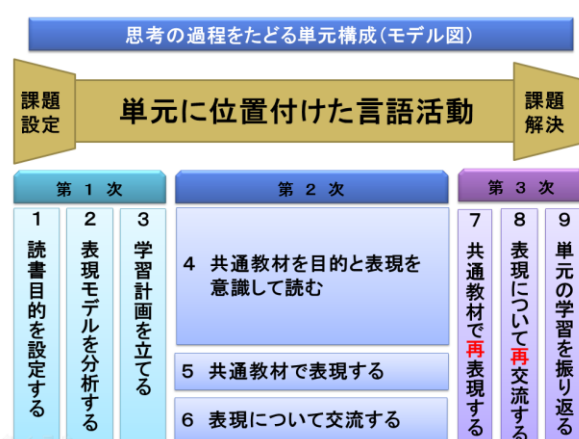 思考の過程をたどる単元構成(モデル図)
課題
設定
単元に位置付けた言語活動
課題
解決
第 1 次
第 2 次
第 3 次
1 読書目的を設定する
2 表現モデルを分析する
3 学習計画を立てる
4 共通教材を目的と表現を
意識して読む
5 共通教材で表現する
6 表現について交流する
7 共通教材で再表現する
8 表現について再交流する
9 単元の学習を振り返る